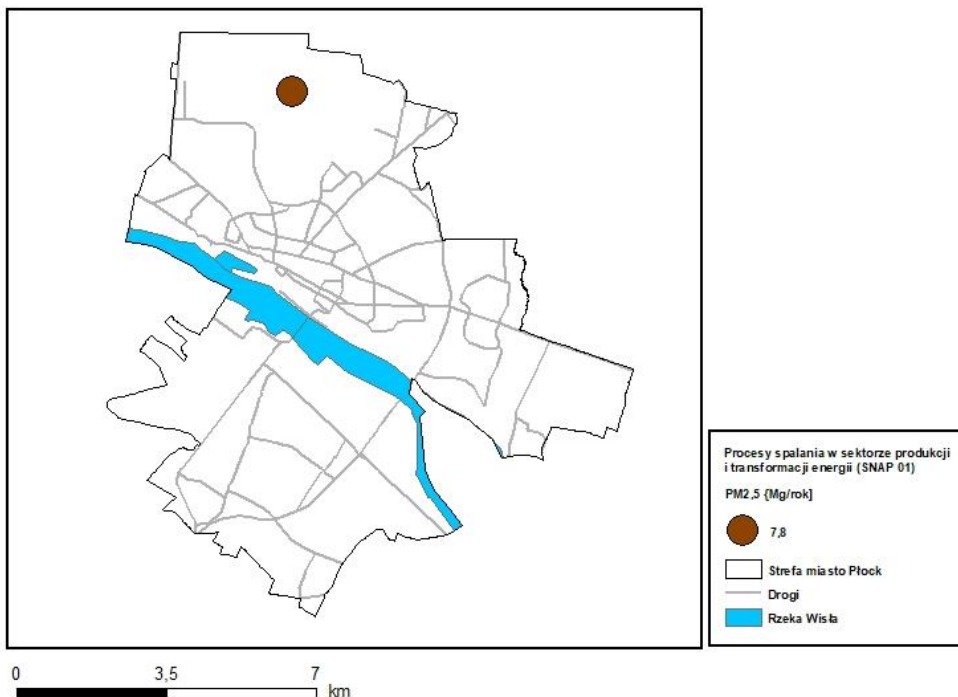 Procesy spalania w sektorze produkcji
i transformacji energii (SNAP 01)
PM2,5 {Mg/rok]
7,8
Strefa miasto Płock
Drogi
Rzeka Wisła
0 3,5 7
km